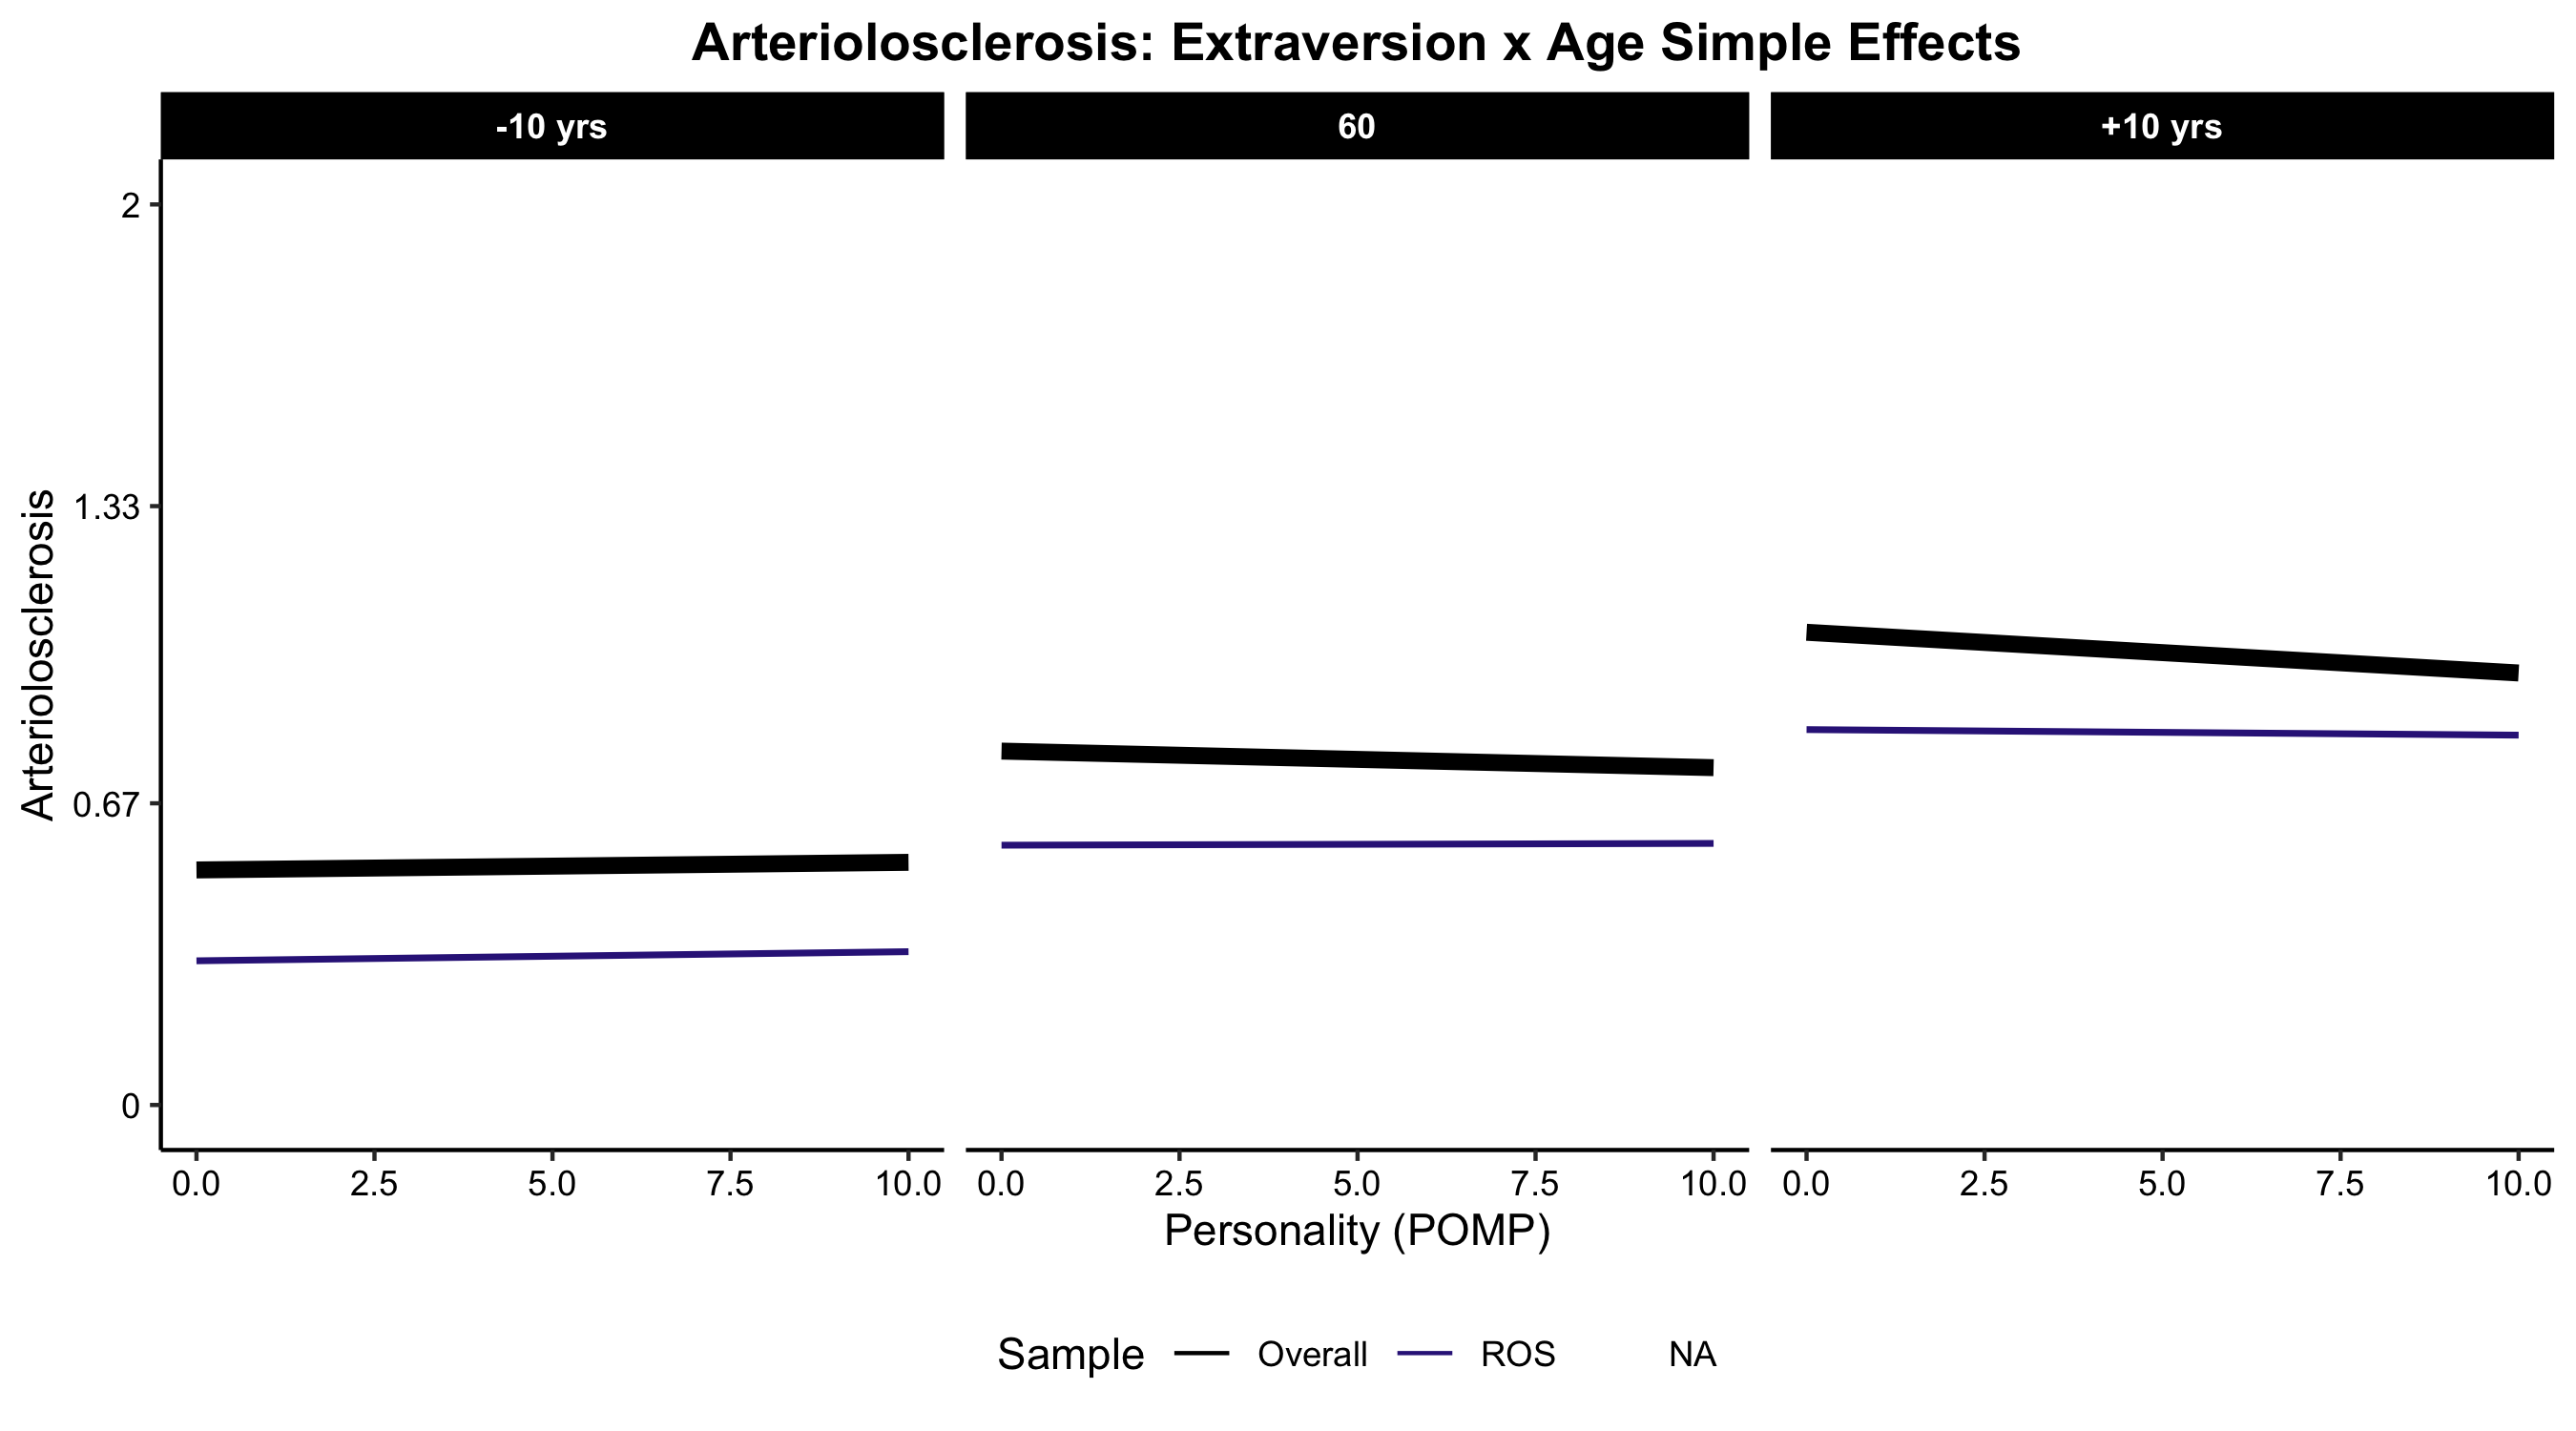 Arteriolosclerosis: Extraversion x Age Simple Effects
-10 yrs
60
+10 yrs
Arteriolosclerosis
2
1.33
0.67
0
0.0 2.5 5.0 7.5 10.0
0.0 2.5 5.0 7.5 10.0
0.0 2.5 5.0 7.5 10.0
Personality (POMP)
Sample Overall ROS NA